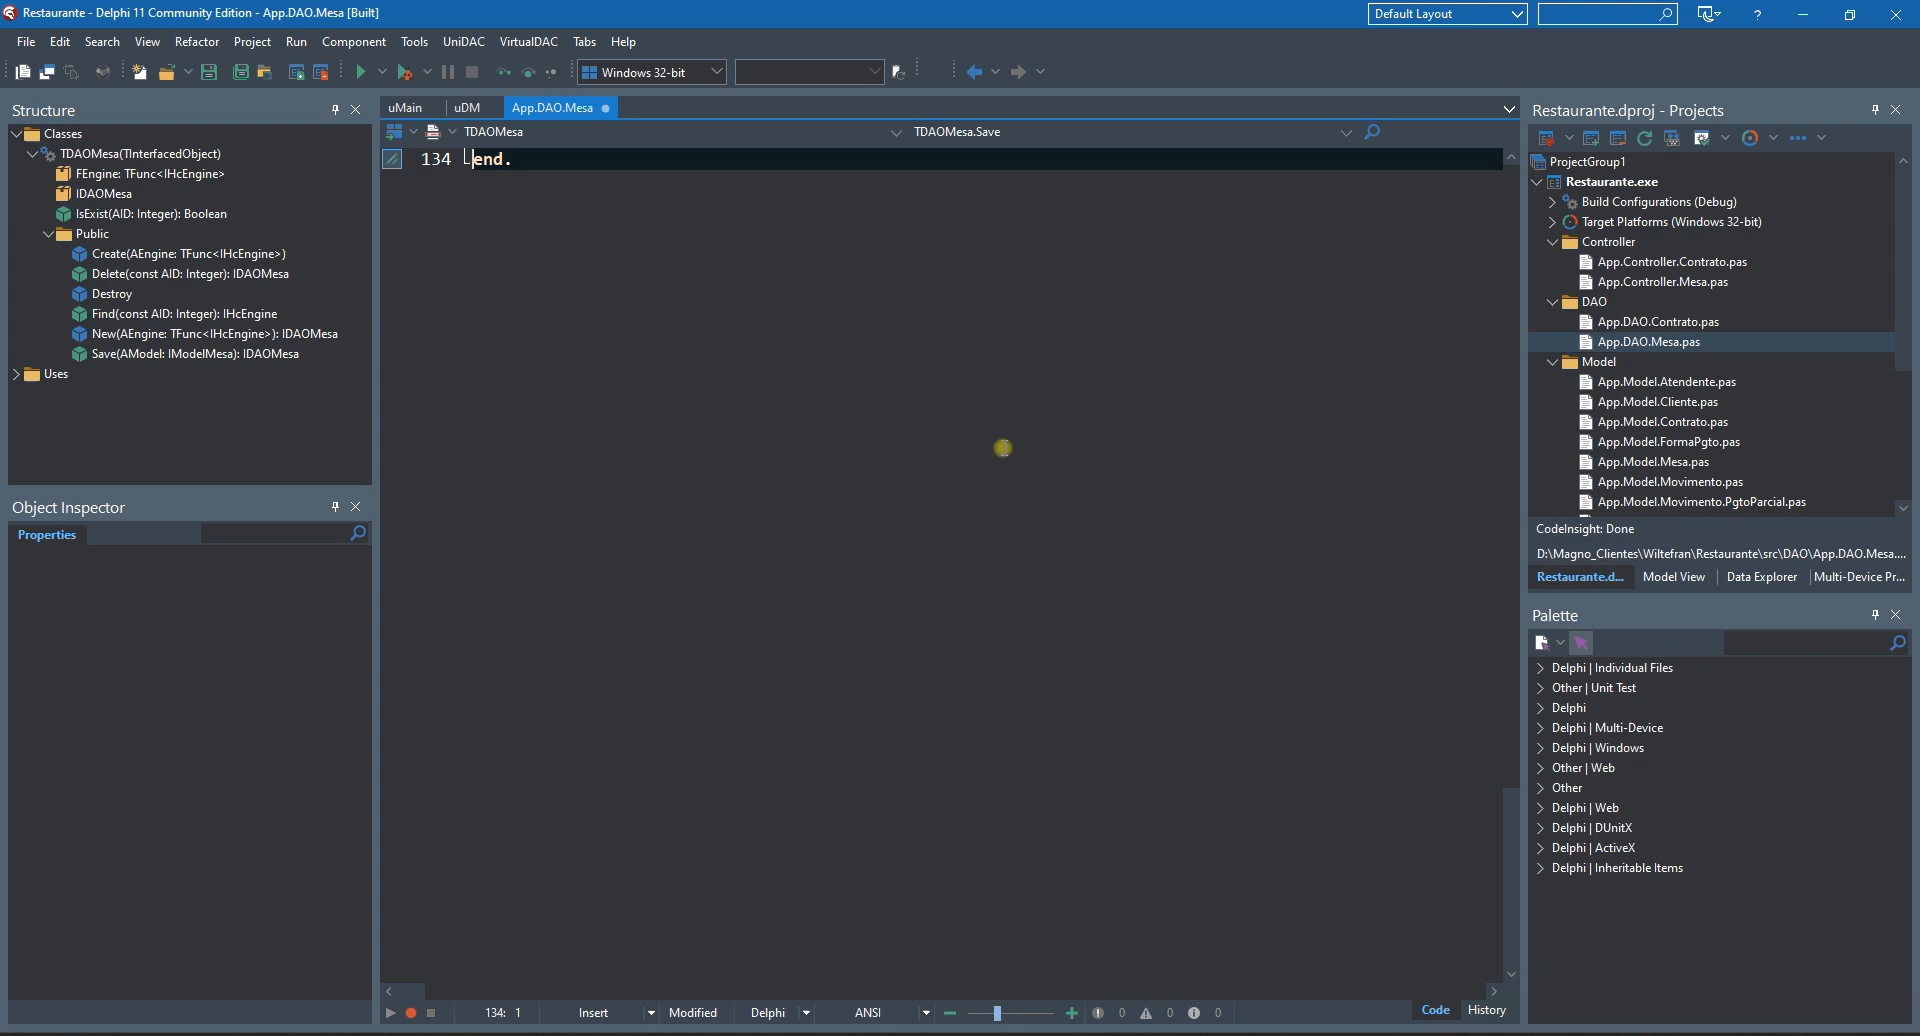 Restaurante - Delphi 11 Community Edition - App.DAO.Mesa [Built]
Default Layout
?
File Edit Search View Refactor Project Run Component Tools UniDAC VirtualDAC Tabs Help
Windows 32-bit
Structure
Classes
TDAOMesa(TInterfacedObject)
FEngine: TFunc<IHcEngine>
IDAOMesa
IsExist(AID: Integer): Boolean
Public
Create(AEngine: TFunc<IHcEngine>)
Delete(const AID: Integer): IDAOMesa
Destroy
Find(const AID: Integer): IHcEngine
New(AEngine: TFunc<IHcEngine>): IDAOMesa
Save(AModel: IModelMesa): IDAOMesa
Uses
Object Inspector
Properties
uMain uDM App.DAO.Mesa
TDAOMesa TDAOMesa.Save
134 end.
134: 1 Insert Modified Delphi ANSI 0 0 0 Code History
Restaurante.dproj - Projects
ProjectGroup1
Restaurante.exe
Build Configurations (Debug)
Target Platforms (Windows 32-bit)
Controller
App.Controller.Contrato.pas
App.Controller.Mesa.pas
DAO
App.DAO.Contrato.pas
App.DAO.Mesa.pas
Model
App.Model.Atendente.pas
App.Model.Cliente.pas
App.Model.Contrato.pas
App.Model.FormaPgto.pas
App.Model.Mesa.pas
App.Model.Movimento.pas
App.Model.Movimento.PgtoParcial.pas
CodeInsight: Done
D:\Magno_Clientes\Wiltefran\Restaurante\src\DAO\App.DAO.Mesa....
Restaurante.d... Model View Data Explorer Multi-Device Pr...
Palette
Delphi | Individual Files
Other | Unit Test
Delphi
Delphi | Multi-Device
Delphi | Windows
Other | Web
Other
Delphi | Web
Delphi | DUnitX
Delphi | ActiveX
Delphi | Inheritable Items